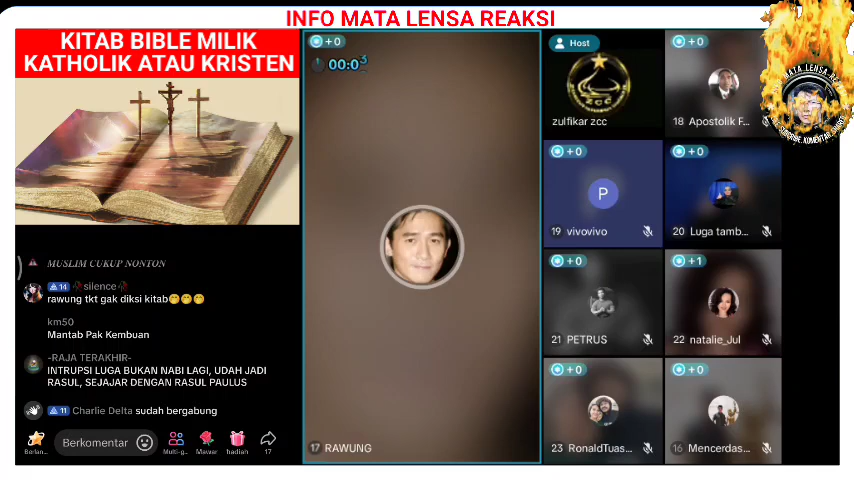 INFO MATA LENSA REAKSI
KITAB BIBLE MILIK
KATHOLIK ATAU KRISTEN
MUSLIM CUKUP NONTON
14 silence
rawung tkt gak diksi kitab🤭🤭🤭
km50
Mantab Pak Kembuan
-RAJA TERAKHIR-
INTRUPSI LUGA BUKAN NABI LAGI, UDAH JADI
RASUL, SEJAJAR DENGAN RASUL PAULUS
11 Charlie Delta sudah bergabung
Berkomentar
Berlan...
Multi-g...
Mawar
hadiah
17
+0
00:03
17 RAWUNG
Host
ZCC
zulfikar zcc
+0
18 Apostolik F...
+0
P
19 vivovivo
+0
20 Luga tamb...
+0
21 PETRUS
+1
22 natalie_Jul
+0
23 RonaldTuas...
+0
16 Mencerdas...